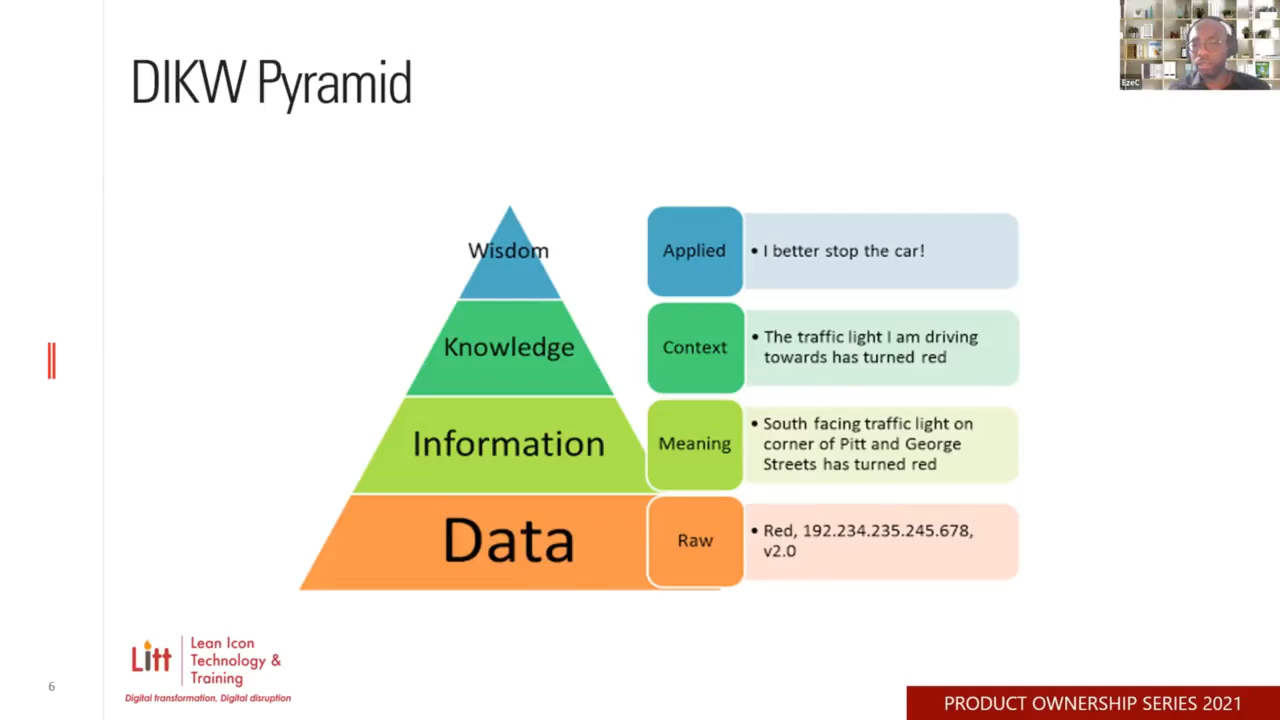 DIKW Pyramid
EzeC
Wisdom
Applied
• I better stop the car!
Knowledge
Context
• The traffic light I am driving
towards has turned red
Information
Meaning
• South facing traffic light on
corner of Pitt and George
Streets has turned red
Data
Raw
• Red, 192.234.235.245.678,
v2.0
Litt
Lean Icon
Technology &
Training
Digital transformation, Digital disruption
6
PRODUCT OWNERSHIP SERIES 2021